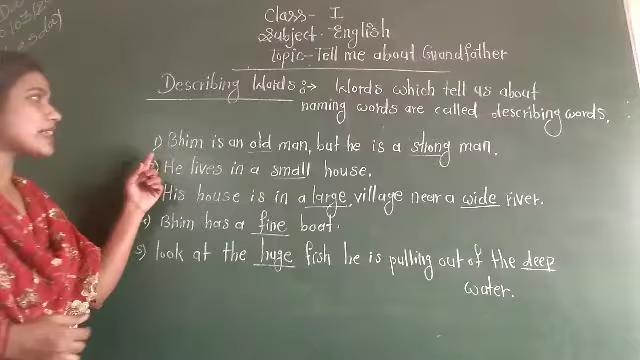 Class - I
Subject - English
Topic - Tell me about Grandfather
Describing Words :→ Words which tell us about
naming words are called describing words.
1) Bhim is an old man, but he is a strong man.
He lives in a small house.
His house is in a large village near a wide river.
Bhim has a fine boat.
5) look at the huge fish he is pulling out of the deep
water.